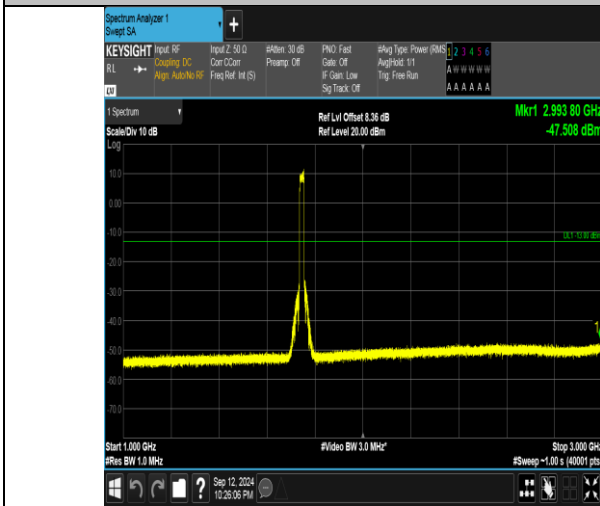 Spectrum Analyzer 1
Swept SA
+
KEYSIGHT Input: RF Input Z: 50 Ω #Atten: 30 dB PNO: Fast #Avg Type: Power (RMS 1 2 3 4 5 6
RL Coupling: DC Corr CCorr Preamp: Off Gate: Off Avg|Hold: 1/1 A W W W W W
Align: Auto/No RF Freq Ref: Int (S) IF Gain: Low Trig: Free Run
Sig Track: Off A A A A A A
1 Spectrum Ref Lvl Offset 8.36 dB Mkr1 2.993 80 GHz
Scale/Div 10 dB Ref Level 20.00 dBm -47.508 dBm
Log
10.0
0.00
-10.0
DL1 -13.00 dBm
-20.0
-30.0
-40.0
1
-50.0
-60.0
-70.0
Start 1.000 GHz #Video BW 3.0 MHz* Stop 3.000 GHz
#Res BW 1.0 MHz #Sweep ~1.00 s (40001 pts
? Sep 12, 2024
10:26:06 PM